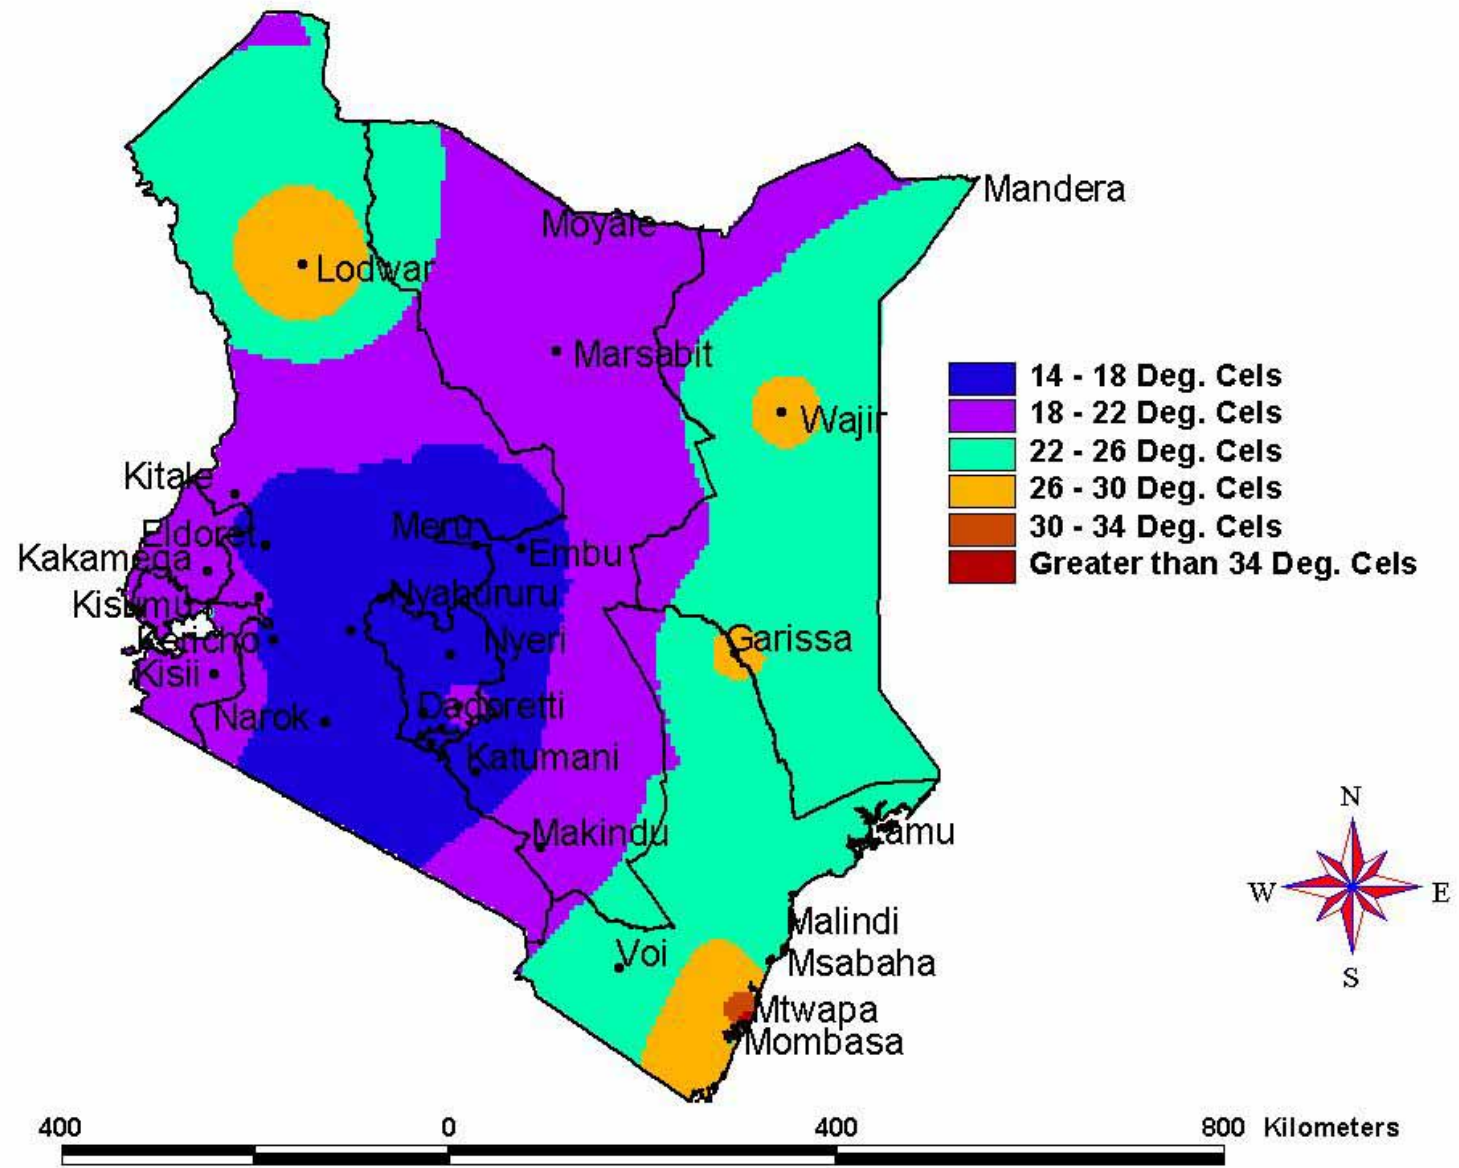 Mandera
Moyale
Lodwar
Marsabit
14 - 18 Deg. Cels
18 - 22 Deg. Cels
Wajir
22 - 26 Deg. Cels
Kitale
26 - 30 Deg. Cels
Meru
30 - 34 Deg. Cels
Eldoret
Embu
Kakamega
Greater than 34 Deg. Cels
Nyahururu
Kisumu
Kericho
Nyeri
Garissa
Kisii
Dadoretti
Narok
Katumani
N
Makindu
Lamu
W
E
Malindi
Voi
Msabaha
S
Mtwapa
Mombasa
400 0 400 800 Kilometers